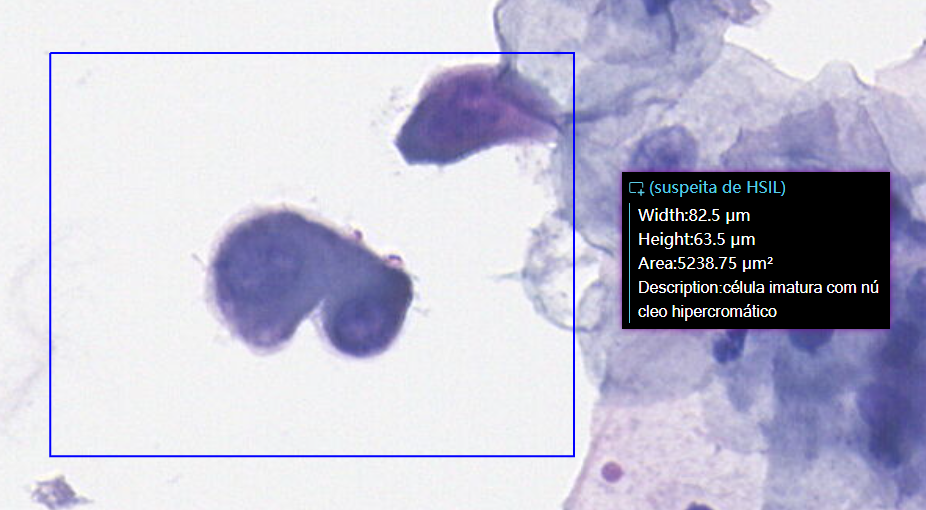 (suspeita de HSIL)
Width:82.5 µm
Height:63.5 µm
Area:5238.75 µm²
Description:célula imatura com nú
cleo hipercromático